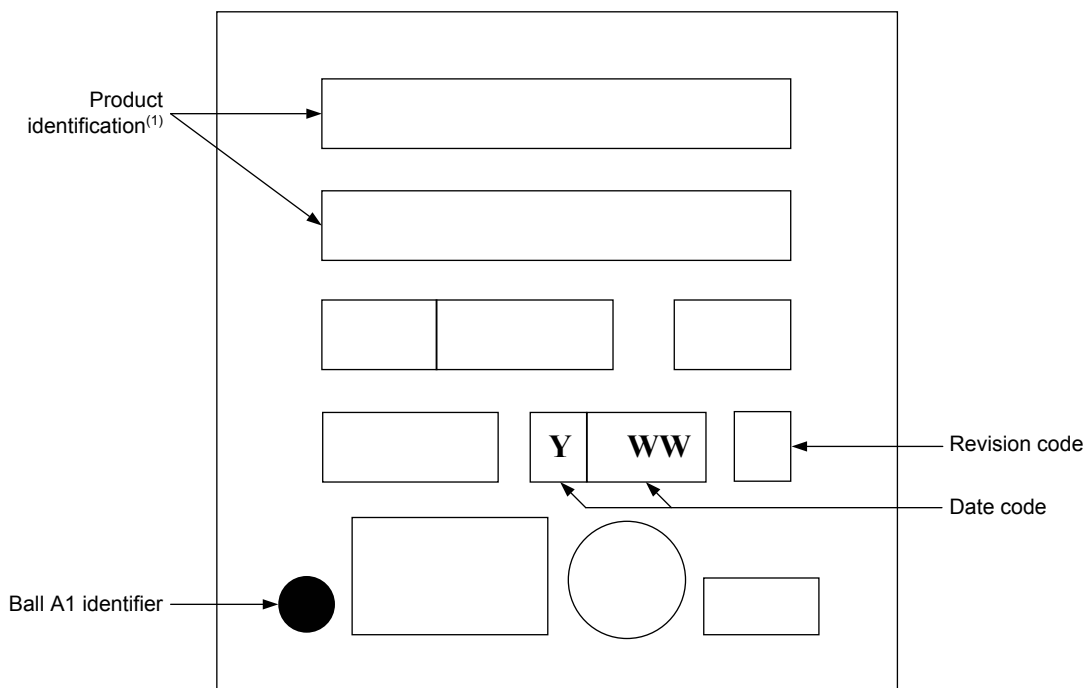 Product
identification(1)
Y WW
Revision code
Date code
Ball A1 identifier